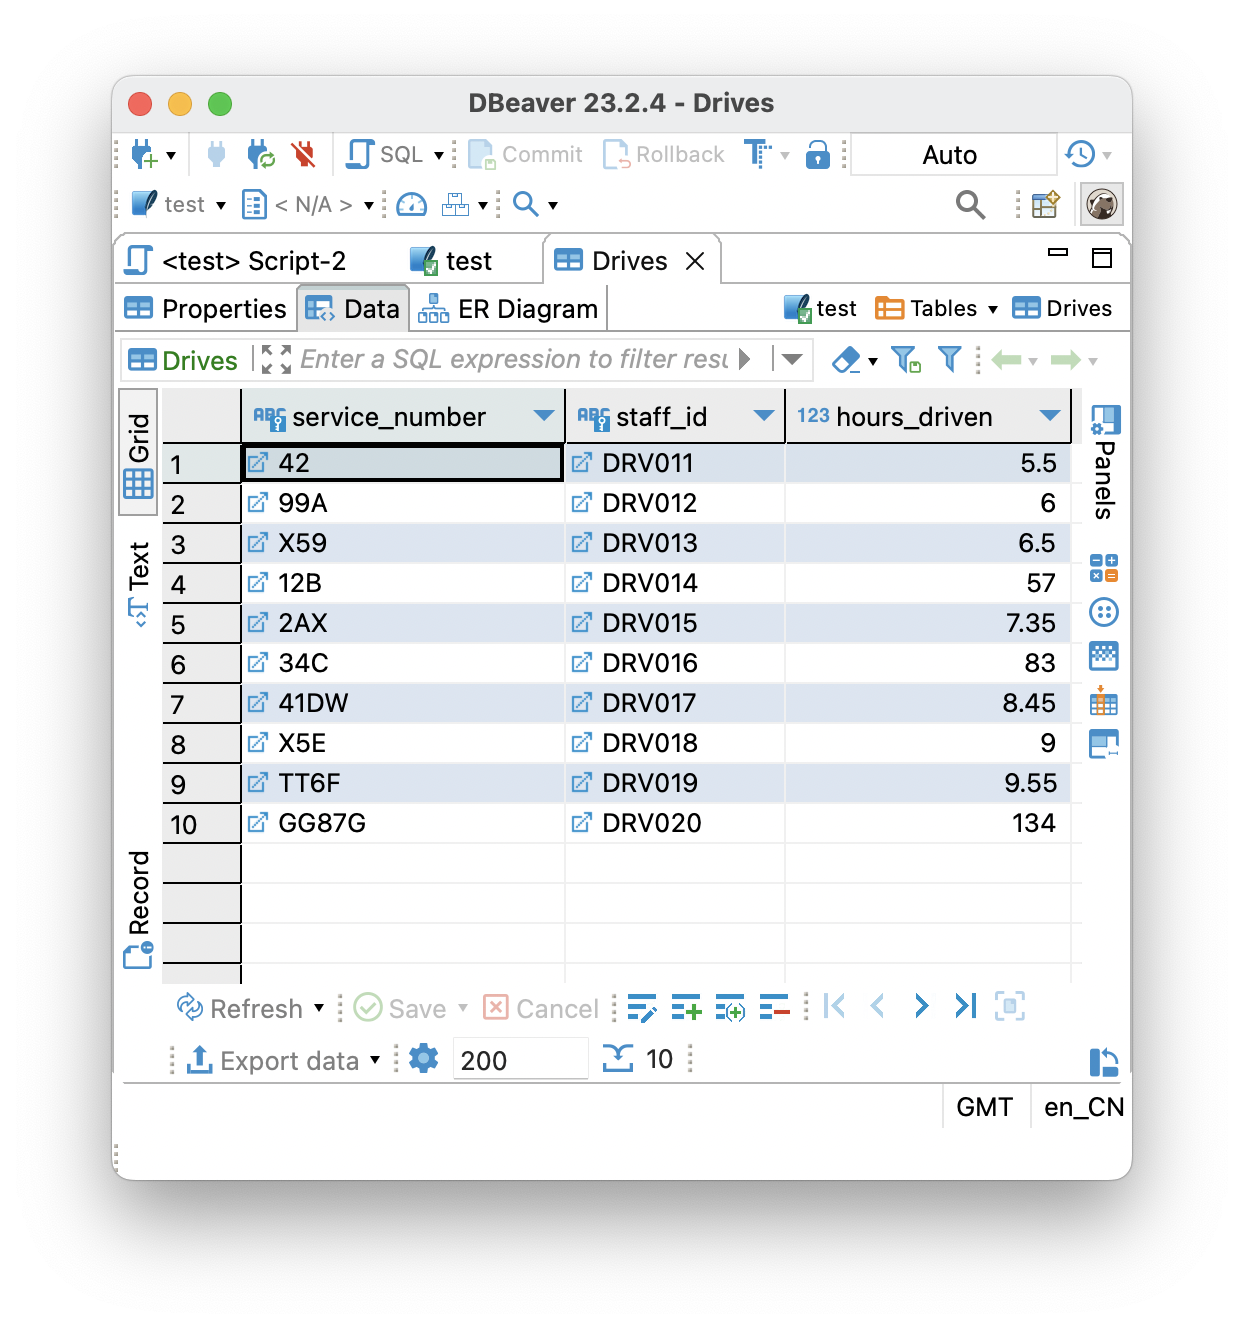 DBeaver 23.2.4 - Drives
SQL Commit Rollback Auto
test < N/A >
<test> Script-2 test Drives
Properties Data ER Diagram test Tables Drives
Drives Enter a SQL expression to filter resu
service_number staff_id 123 hours_driven
1 42 DRV011 5.5
2 99A DRV012 6
3 X59 DRV013 6.5
4 12B DRV014 57
5 2AX DRV015 7.35
6 34C DRV016 83
7 41DW DRV017 8.45
8 X5E DRV018 9
9 TT6F DRV019 9.55
10 GG87G DRV020 134
Grid
Text
Record
Panels
Refresh Save Cancel
Export data 200 10
GMT en_CN